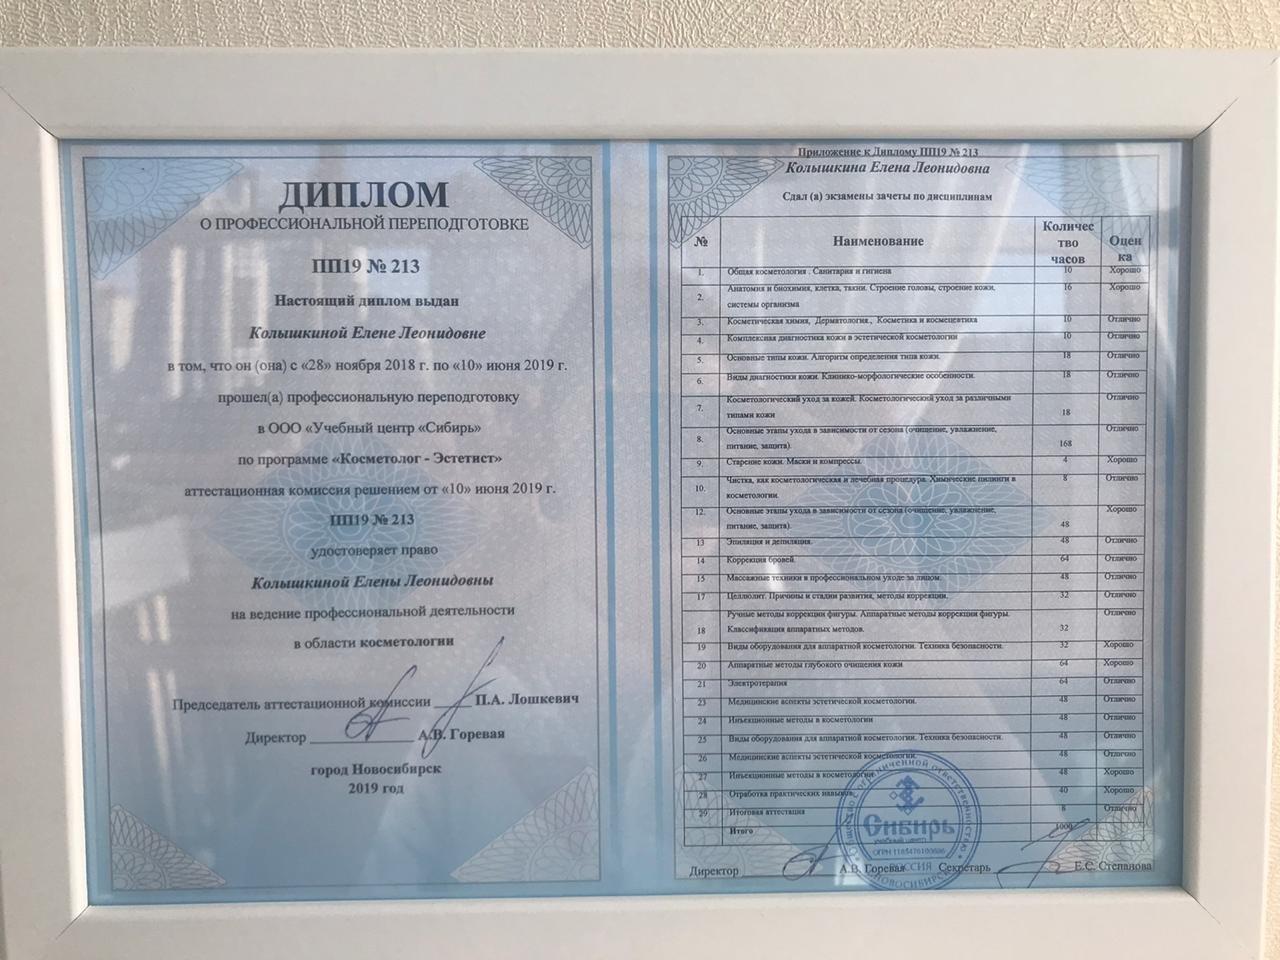 ДИПЛОМ
О ПРОФЕССИОНАЛЬНОЙ ПЕРЕПОДГОТОВКЕ
ПП19 № 213
Настоящий диплом выдан
Колышкиной Елене Леонидовне
в том, что он (она) с «28» ноября 2018 г. по «10» июня 2019 г.
прошел(а) профессиональную переподготовку
в ООО «Учебный центр «Сибирь»
по программе «Косметолог - Эстетист»
аттестационная комиссия решением от «10» июня 2019 г.
ПП19 № 213
удостоверяет право
Колышкиной Елены Леонидовны
на ведение профессиональной деятельности
в области косметологии
Председатель аттестационной комиссии П.А. Лошкевич
Директор А.В. Горевая
город Новосибирск
2019 год
Приложение к Диплому ПП19 № 213
Колышкина Елена Леонидовна
Сдал (а) экзамены зачеты по дисциплинам
№ Наименование Количес
тво
часов Оцен
ка
1. Общая косметология . Санитария и гигиена 10 Хорошо
2. Анатомия и биохимия, клетка, ткани. Строение головы, строение кожи, 16 Хорошо
системы организма
3. Косметическая химия, Дерматология., Косметика и космецевтика 10 Отлично
4. Комплексная диагностика кожи в эстетической косметологии 10 Отлично
5. Основные типы кожи. Алгоритм определения типа кожи. 18 Отлично
6. Виды диагностики кожи. Клинико-морфологические особенности. 18 Отлично
7. Косметологический уход за кожей. Косметологический уход за различными Отлично
типами кожи 18
8. Основные этапы ухода в зависимости от сезона (очищение, увлажнение, Отлично
питание, защита). 168
9. Старение кожи. Маски и компрессы. 4 Хорошо
10. Чистка, как косметологическая и лечебная процедура. Химические пилинги в 8 Отлично
косметологии.
12. Основные этапы ухода в зависимости от сезона (очищение, увлажнение, Хорошо
питание, защита). 48
13 Эпиляция и депиляция. 48 Отлично
14 Коррекция бровей. 64 Отлично
15 Массажные техники в профессиональном уходе за лицом. 48 Отлично
17 Целлюлит. Причины и стадии развития, методы коррекции. 32 Отлично
Ручные методы коррекции фигуры. Аппаратные методы коррекции фигуры. Отлично
18 Классификация аппаратных методов. 32
19 Виды оборудования для аппаратной косметологии. Техника безопасности. 32 Хорошо
20 Аппаратные методы глубокого очищения кожи 64 Хорошо
21 Электротерапия 64 Отлично
23 Медицинские аспекты эстетической косметологии. 48 Отлично
24 Инъекционные методы в косметологии 48 Отлично
25 Виды оборудования для аппаратной косметологии. Техника безопасности. 48 Отлично
26 Медицинские аспекты эстетической косметологии. 48 Отлично
27 Инъекционные методы в косметологии 48 Хорошо
28 Отработка практических навыков 40 Хорошо
29 Итоговая аттестация 8 Отлично
Итого 1000
Общество с ограниченной ответственностью
Сибирь
учебный центр
РОССИЯ
НОВОСИБИРСК
Директор А.В. Горевая Секретарь Е.С. Степанова